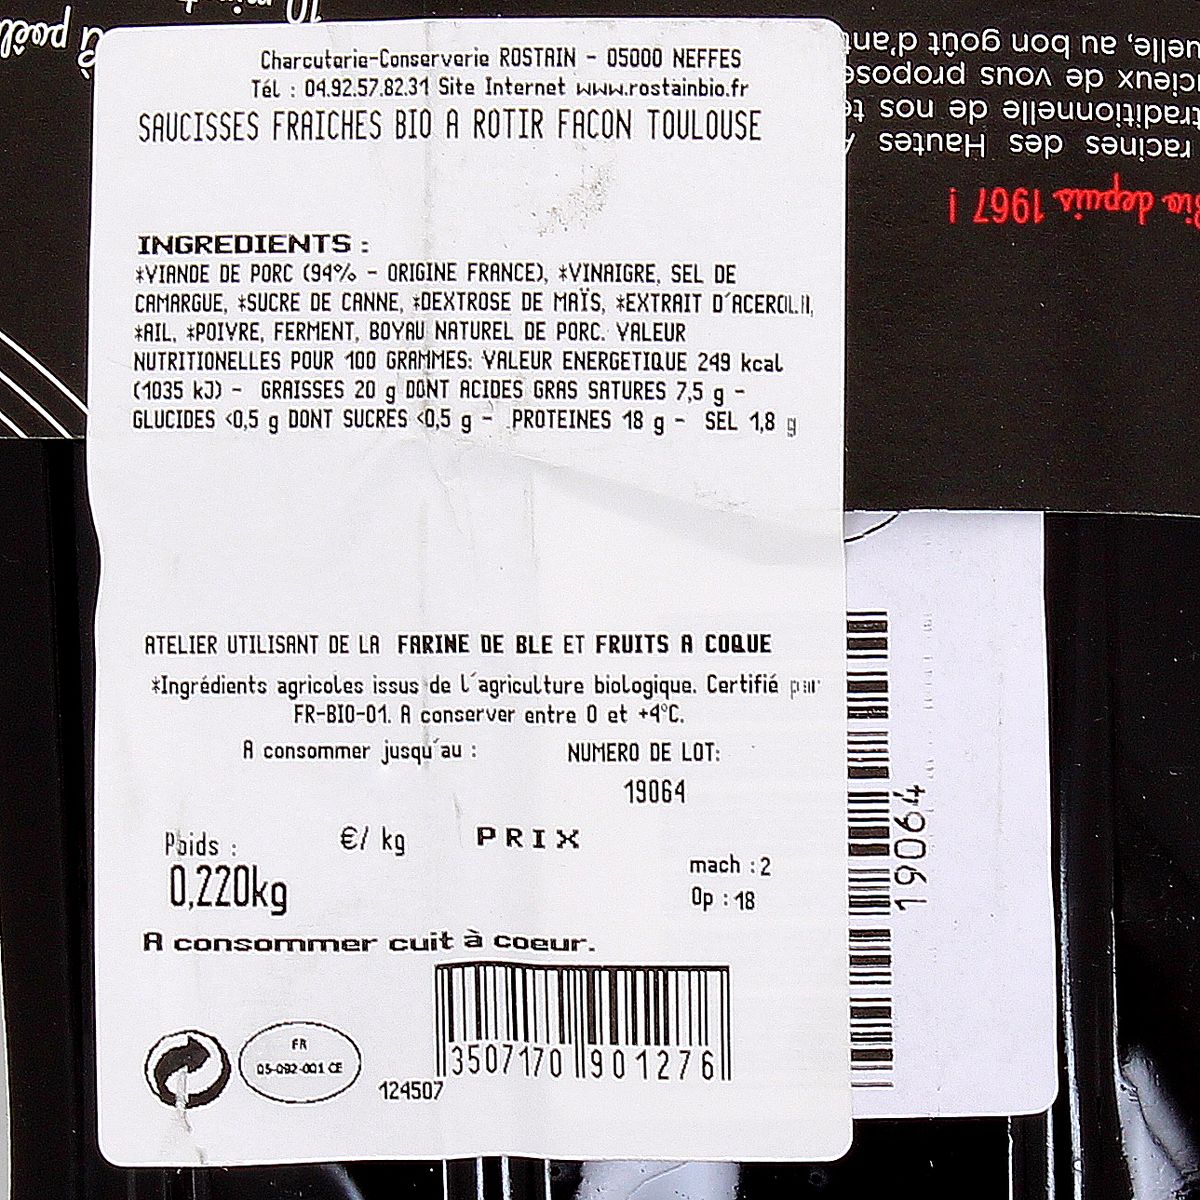 Charcuterie-Conserverie ROSTAIN - 05000 NEFFES
Tél : 04.92.57.82.31 Site Internet www.rostainbio.fr
SAUCISSES FRAICHES BIO A ROTIR FACON TOULOUSE
INGREDIENTS :
*VIANDE DE PORC (94% - ORIGINE FRANCE), *VINAIGRE, SEL DE
CAMARGUE, *SUCRE DE CANNE, *DEXTROSE DE MAÏS, *EXTRAIT D'ACEROLA,
*AIL, *POIVRE, FERMENT, BOYAU NATUREL DE PORC. VALEUR
NUTRITIONELLES POUR 100 GRAMMES: VALEUR ENERGETIQUE 249 kcal
(1035 kJ) - GRAISSES 20 g DONT ACIDES GRAS SATURES 7,5 g -
GLUCIDES <0,5 g DONT SUCRES <0,5 g - PROTEINES 18 g - SEL 1,8 g
ATELIER UTILISANT DE LA FARINE DE BLE ET FRUITS A COQUE
*Ingrédients agricoles issus de l'agriculture biologique. Certifié par
FR-BIO-01. A conserver entre 0 et +4°C.
A consommer jusqu'au :
NUMERO DE LOT:
19064
Poids :
€/ kg
PRIX
0,220kg
mach : 2
Op : 18
A consommer cuit à coeur.
3507170 901276
124507
FR
05-092-001 CE
19064
Bio depuis 1967 !
racines des Hautes
traditionnelle de nos
de vous propose
au bon goût d'ant
poêle
10